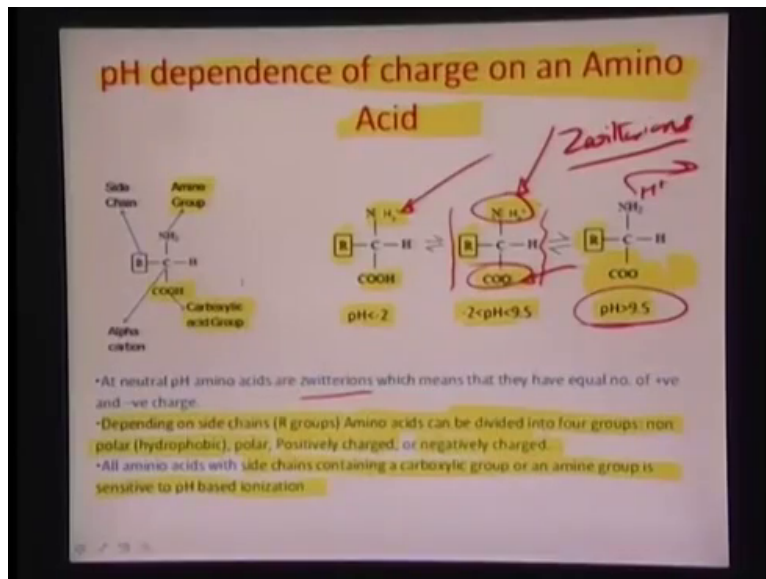 pH dependence of charge on an Amino
Acid
Zwitterions
H+
Side
Chain
Amino
Group
NH₂
R
C
H
COOH
Carboxylic
acid Group
Alpha
carbon
N H₃⁺
R C H
COOH
pH<-2
N H₃⁺
R C H
COO
-2<pH<9.5
NH₂
R C H
COO
pH>9.5
•At neutral pH amino acids are zwitterions which means that they have equal no. of +ve
and –ve charge.
•Depending on side chains (R groups) Amino acids can be divided into four groups: non
polar (hydrophobic), polar, Positively charged, or negatively charged.
•All aminio acids with side chains containing a carboxylic group or an amine group is
sensitive to pH based ionization